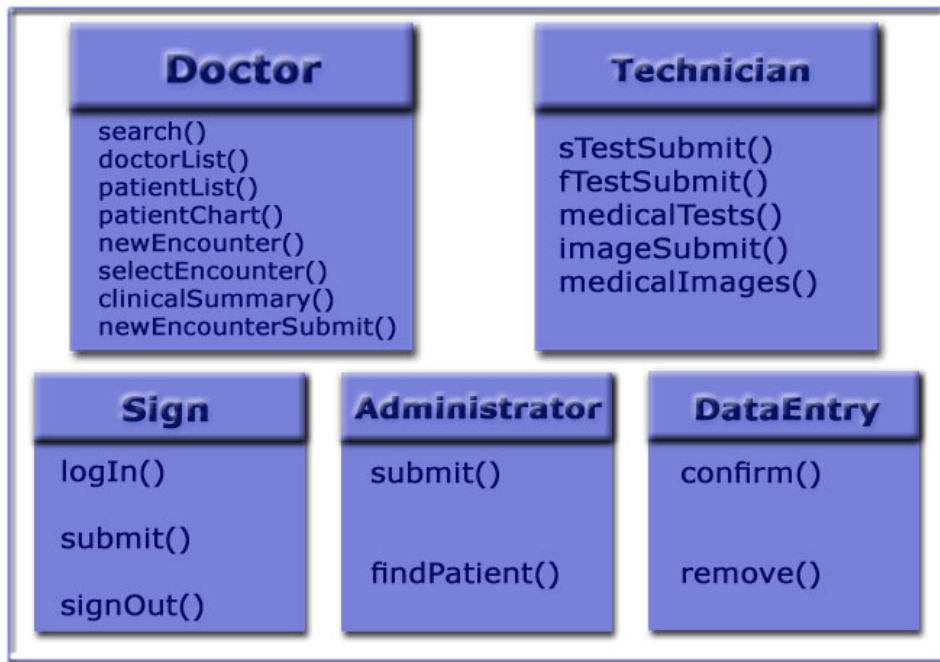 Doctor
search()
doctorList()
patientList()
patientChart()
newEncounter()
selectEncounter()
clinicalSummary()
newEncounterSubmit()
Technician
sTestSubmit()
fTestSubmit()
medicalTests()
imageSubmit()
medicalImages()
Sign
logIn()
submit()
signOut()
Administrator
submit()
findPatient()
DataEntry
confirm()
remove()